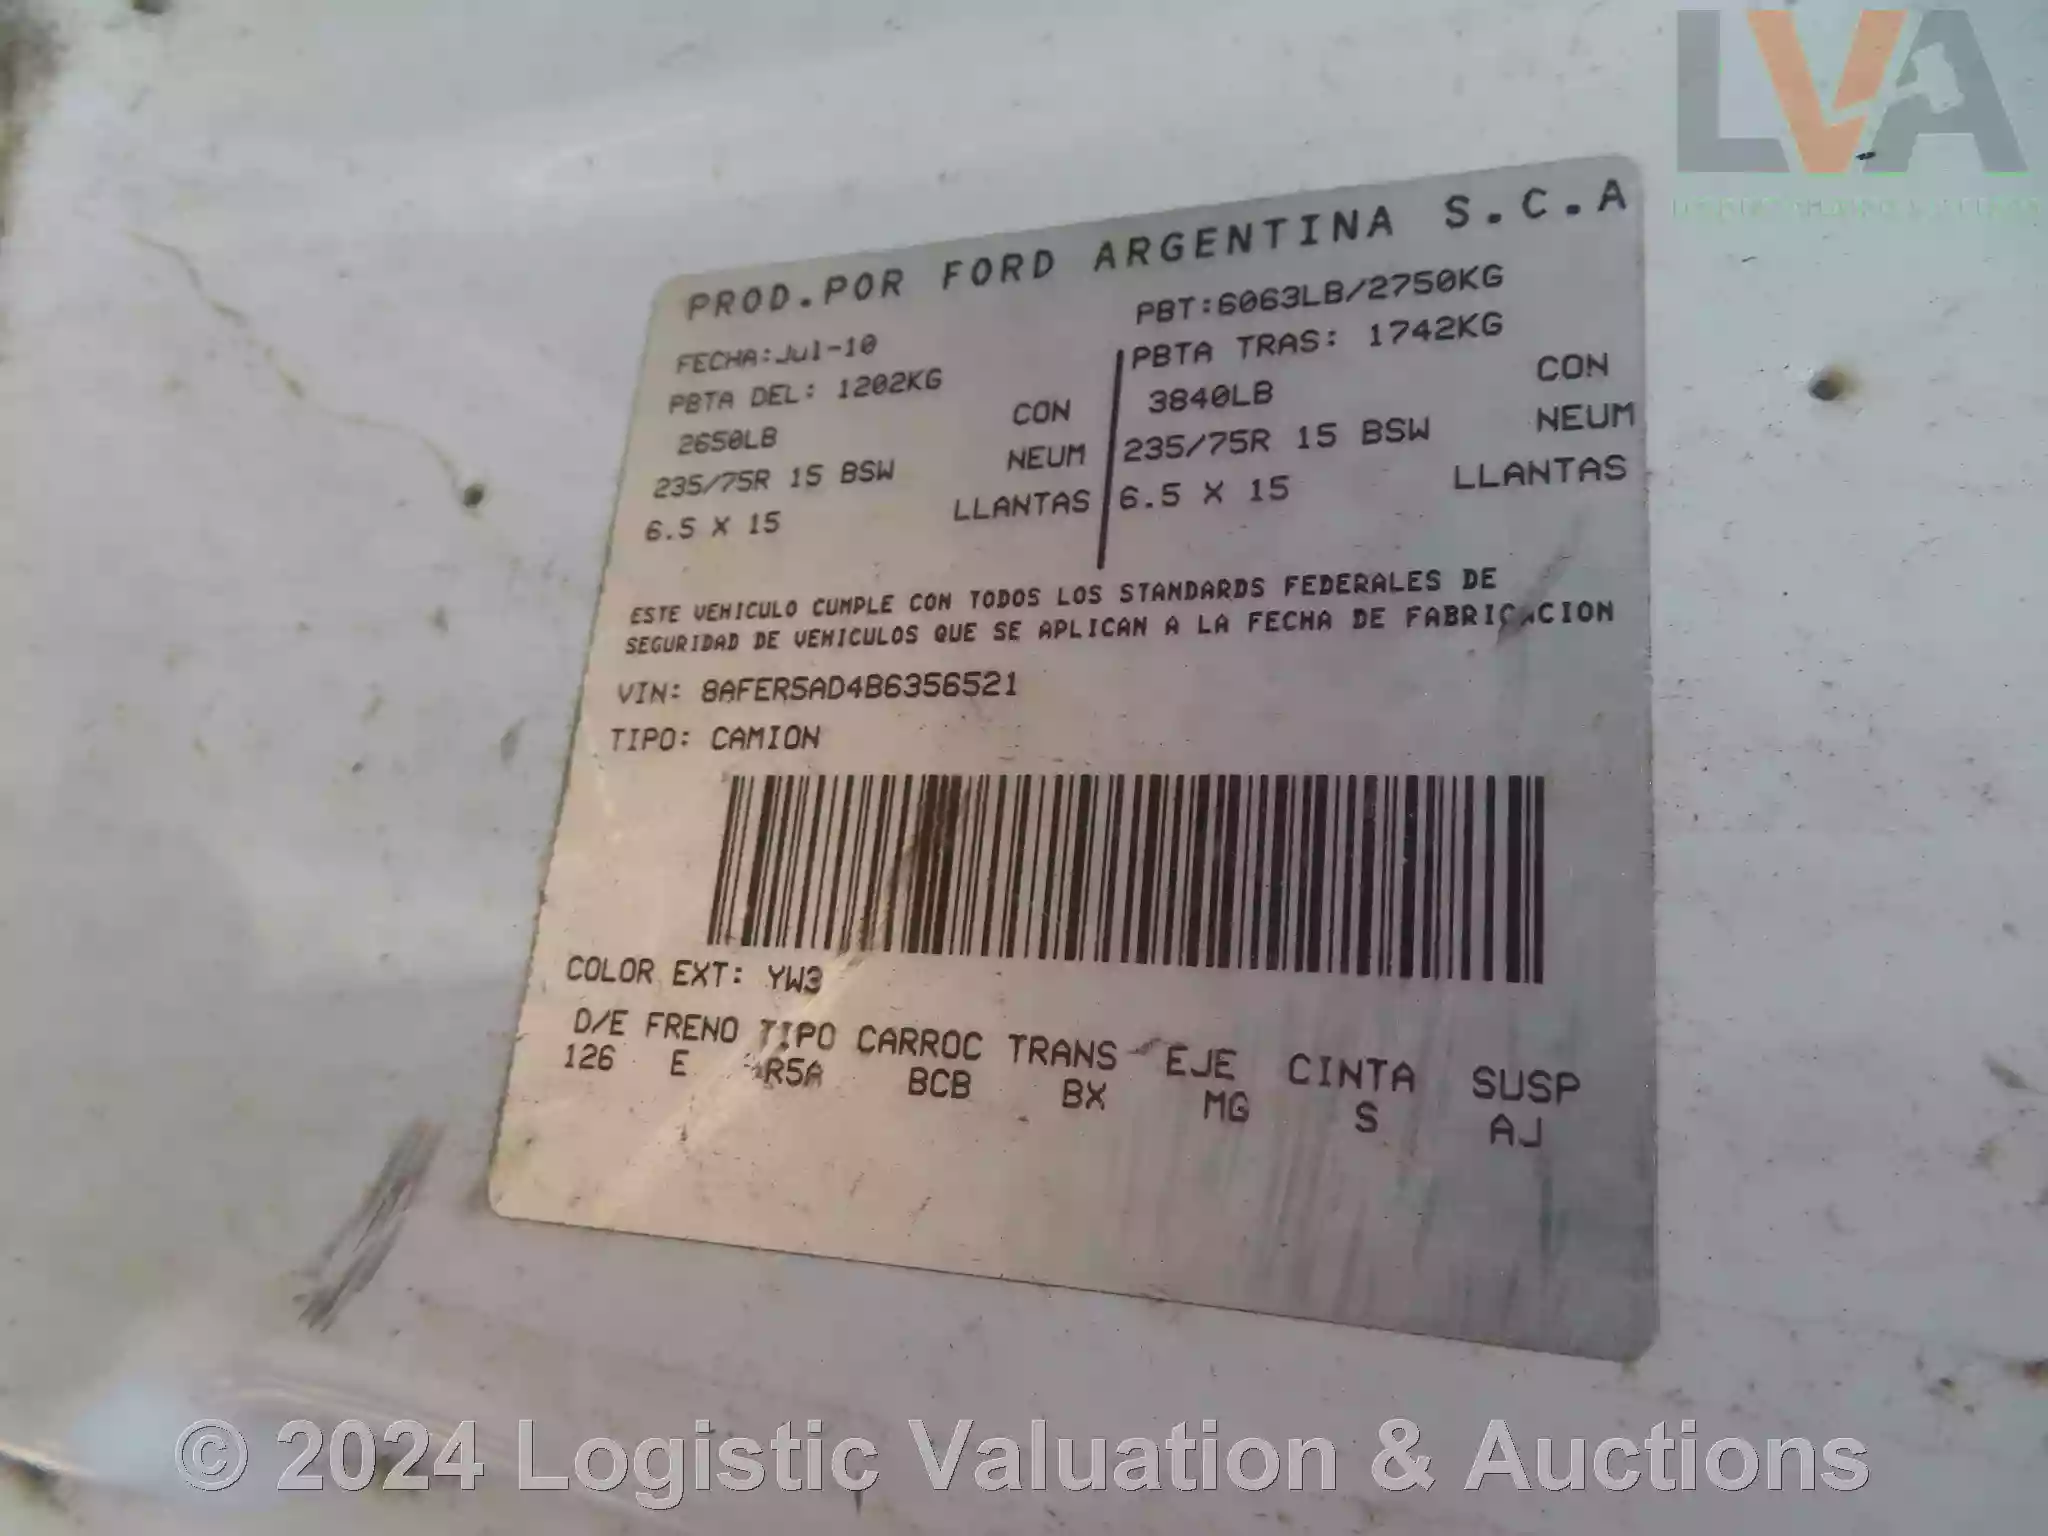 LVA
PROD.POR FORD ARGENTINA S.C.A
FECHA:Jul-10
PBT:6063LB/2750KG
PBTA DEL: 1202KG
PBTA TRAS: 1742KG
2650LB CON
3840LB CON
235/75R 15 BSW NEUM
235/75R 15 BSW NEUM
6.5 X 15 LLANTAS
6.5 X 15 LLANTAS
ESTE VEHICULO CUMPLE CON TODOS LOS STANDARDS FEDERALES DE
SEGURIDAD DE VEHICULOS QUE SE APLICAN A LA FECHA DE FABRICACION
VIN: 8AFER5AD4B6356521
TIPO: CAMION
COLOR EXT: YW3
D/E FRENO TIPO CARROC TRANS EJE CINTA SUSP
126 E R5A BCB BX MG S AJ
© 2024 Logistic Valuation & Auctions